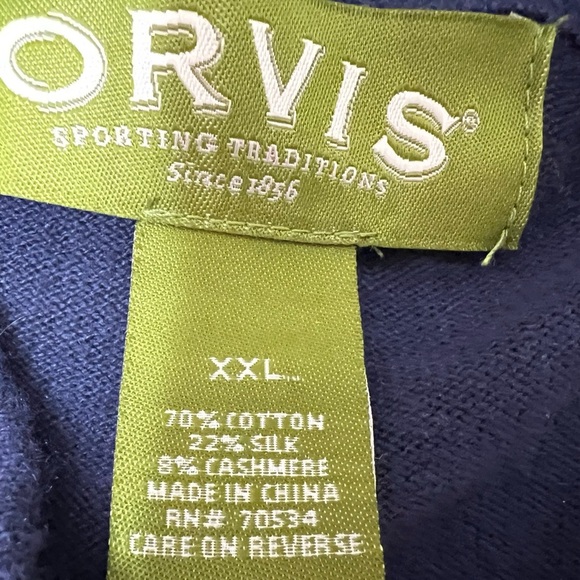 ORVIS®
SPORTING TRADITIONS
Since 1856
XXL
70% COTTON
22% SILK
8% CASHMERE
MADE IN CHINA
RN# 70534
CARE ON REVERSE